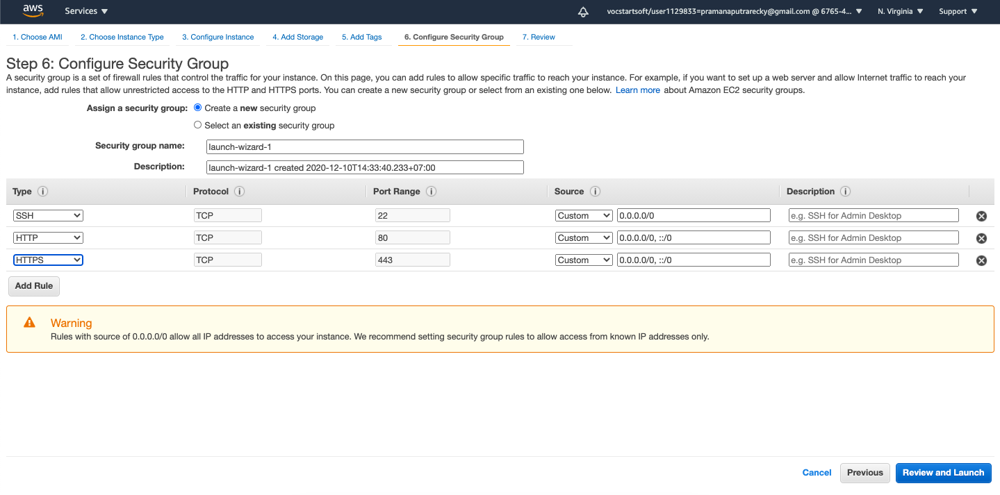 aws
Services
vocstartsoft/user1129833=pramanaputrarecky@gmail.com @ 6765-4...
N. Virginia
Support
1. Choose AMI
2. Choose Instance Type
3. Configure Instance
4. Add Storage
5. Add Tags
6. Configure Security Group
7. Review
Step 6: Configure Security Group
A security group is a set of firewall rules that control the traffic for your instance. On this page, you can add rules to allow specific traffic to reach your instance. For example, if you want to set up a web server and allow Internet traffic to reach your
instance, add rules that allow unrestricted access to the HTTP and HTTPS ports. You can create a new security group or select from an existing one below. Learn more about Amazon EC2 security groups.
Assign a security group: Create a new security group
Select an existing security group
Security group name: launch-wizard-1
Description: launch-wizard-1 created 2020-12-10T14:33:40.233+07:00
Type i Protocol i Port Range i Source i Description i
SSH TCP 22 Custom 0.0.0.0/0 e.g. SSH for Admin Desktop
HTTP TCP 80 Custom 0.0.0.0/0, ::/0 e.g. SSH for Admin Desktop
HTTPS TCP 443 Custom 0.0.0.0/0, ::/0 e.g. SSH for Admin Desktop
Add Rule
Warning
Rules with source of 0.0.0.0/0 allow all IP addresses to access your instance. We recommend setting security group rules to allow access from known IP addresses only.
Cancel
Previous
Review and Launch